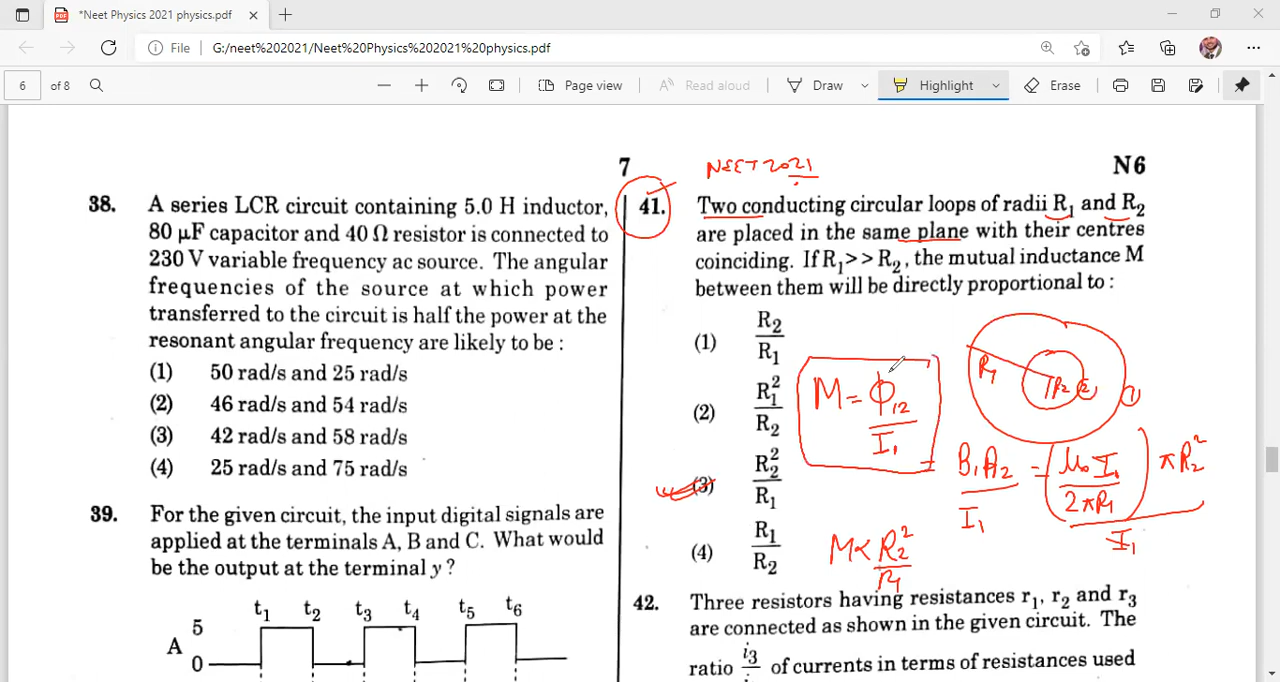 *Neet Physics 2021 physics.pdf
File G:/neet%202021/Neet%20Physics%202021%20physics.pdf
6 of 8 Page view Read aloud Draw Highlight Erase
7
N6
NEET 2021
38. A series LCR circuit containing 5.0 H inductor,
80 μF capacitor and 40 Ω resistor is connected to
230 V variable frequency ac source. The angular
frequencies of the source at which power
transferred to the circuit is half the power at the
resonant angular frequency are likely to be :
(1) 50 rad/s and 25 rad/s
(2) 46 rad/s and 54 rad/s
(3) 42 rad/s and 58 rad/s
(4) 25 rad/s and 75 rad/s
39. For the given circuit, the input digital signals are
applied at the terminals A, B and C. What would
be the output at the terminal y ?
t₁ t₂ t₃ t₄ t₅ t₆
5
A
0
41. Two conducting circular loops of radii R₁ and R₂
are placed in the same plane with their centres
coinciding. If R₁>> R₂, the mutual inductance M
between them will be directly proportional to :
(1) R₂/R₁
(2) R₁²/R₂
(3) R₂²/R₁
(4) R₁/R₂
R₁ R₂ 2 1
M = ϕ₁₂/I₁
= B₁A₂/I₁ = (μ₀ I₁/2πR₁) πR₂²/I₁
M ∝ R₂²/R₁
42. Three resistors having resistances r₁, r₂ and r₃
are connected as shown in the given circuit. The
ratio i₃/ of currents in terms of resistances used